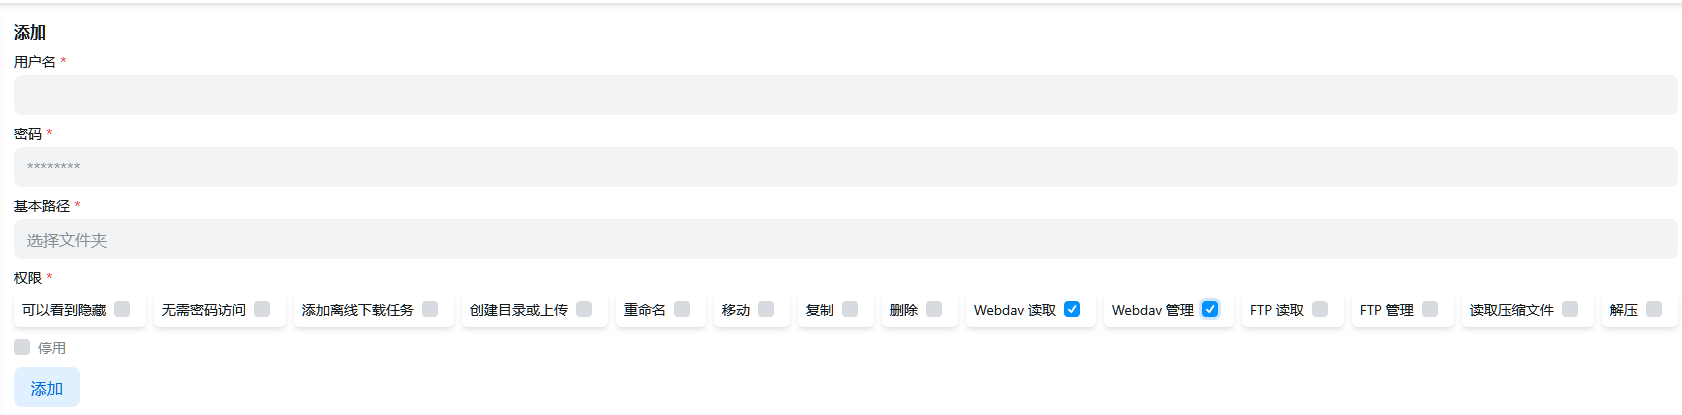 添加
用户名 *
密码 *
********
基本路径 *
选择文件夹
权限 *
可以看到隐藏 无需密码访问 添加离线下载任务 创建目录或上传 重命名 移动 复制 删除 Webdav 读取 Webdav 管理 FTP 读取 FTP 管理 读取压缩文件 解压
停用
添加